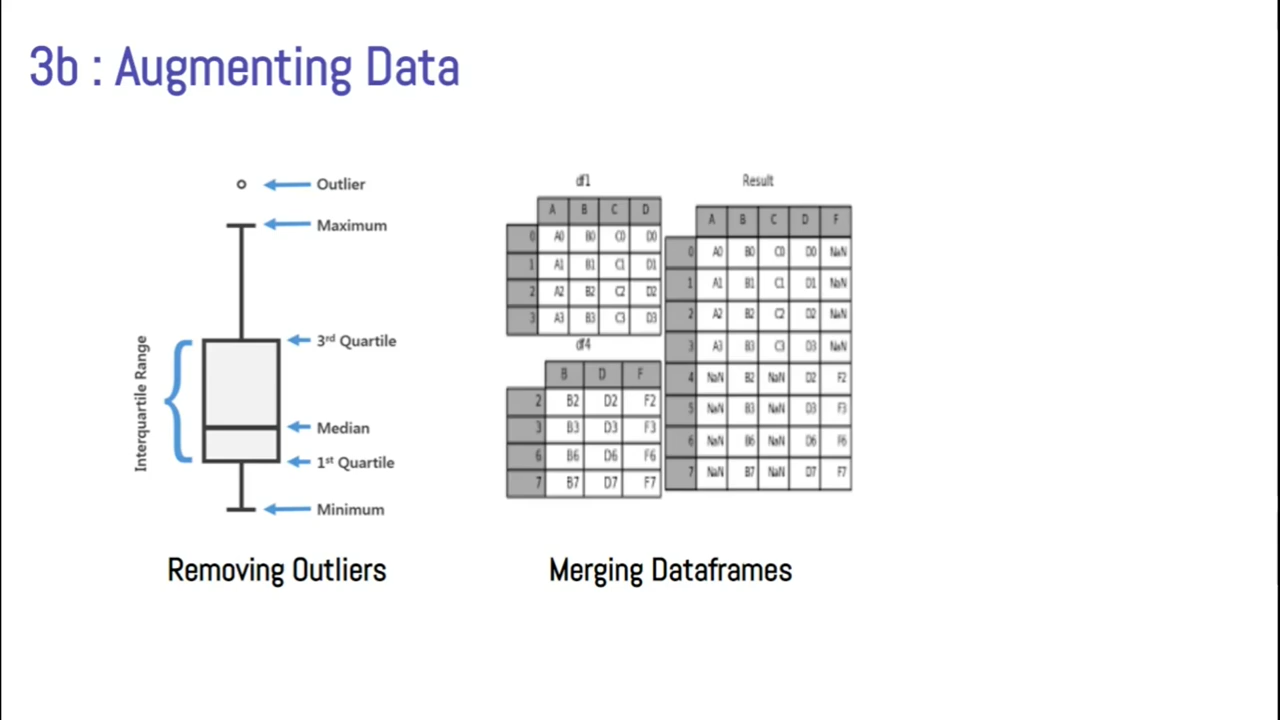 3b : Augmenting Data
Outlier
Maximum
3rd Quartile
Interquartile Range
Median
1st Quartile
Minimum
Removing Outliers
df1
A B C D
0 A0 B0 C0 D0
1 A1 B1 C1 D1
2 A2 B2 C2 D2
3 A3 B3 C3 D3
df4
B D F
2 B2 D2 F2
3 B3 D3 F3
6 B6 D6 F6
7 B7 D7 F7
Result
A B C D F
0 A0 B0 C0 D0 NaN
1 A1 B1 C1 D1 NaN
2 A2 B2 C2 D2 NaN
3 A3 B3 C3 D3 NaN
4 NaN B2 NaN D2 F2
5 NaN B3 NaN D3 F3
6 NaN B6 NaN D6 F6
7 NaN B7 NaN D7 F7
Merging Dataframes